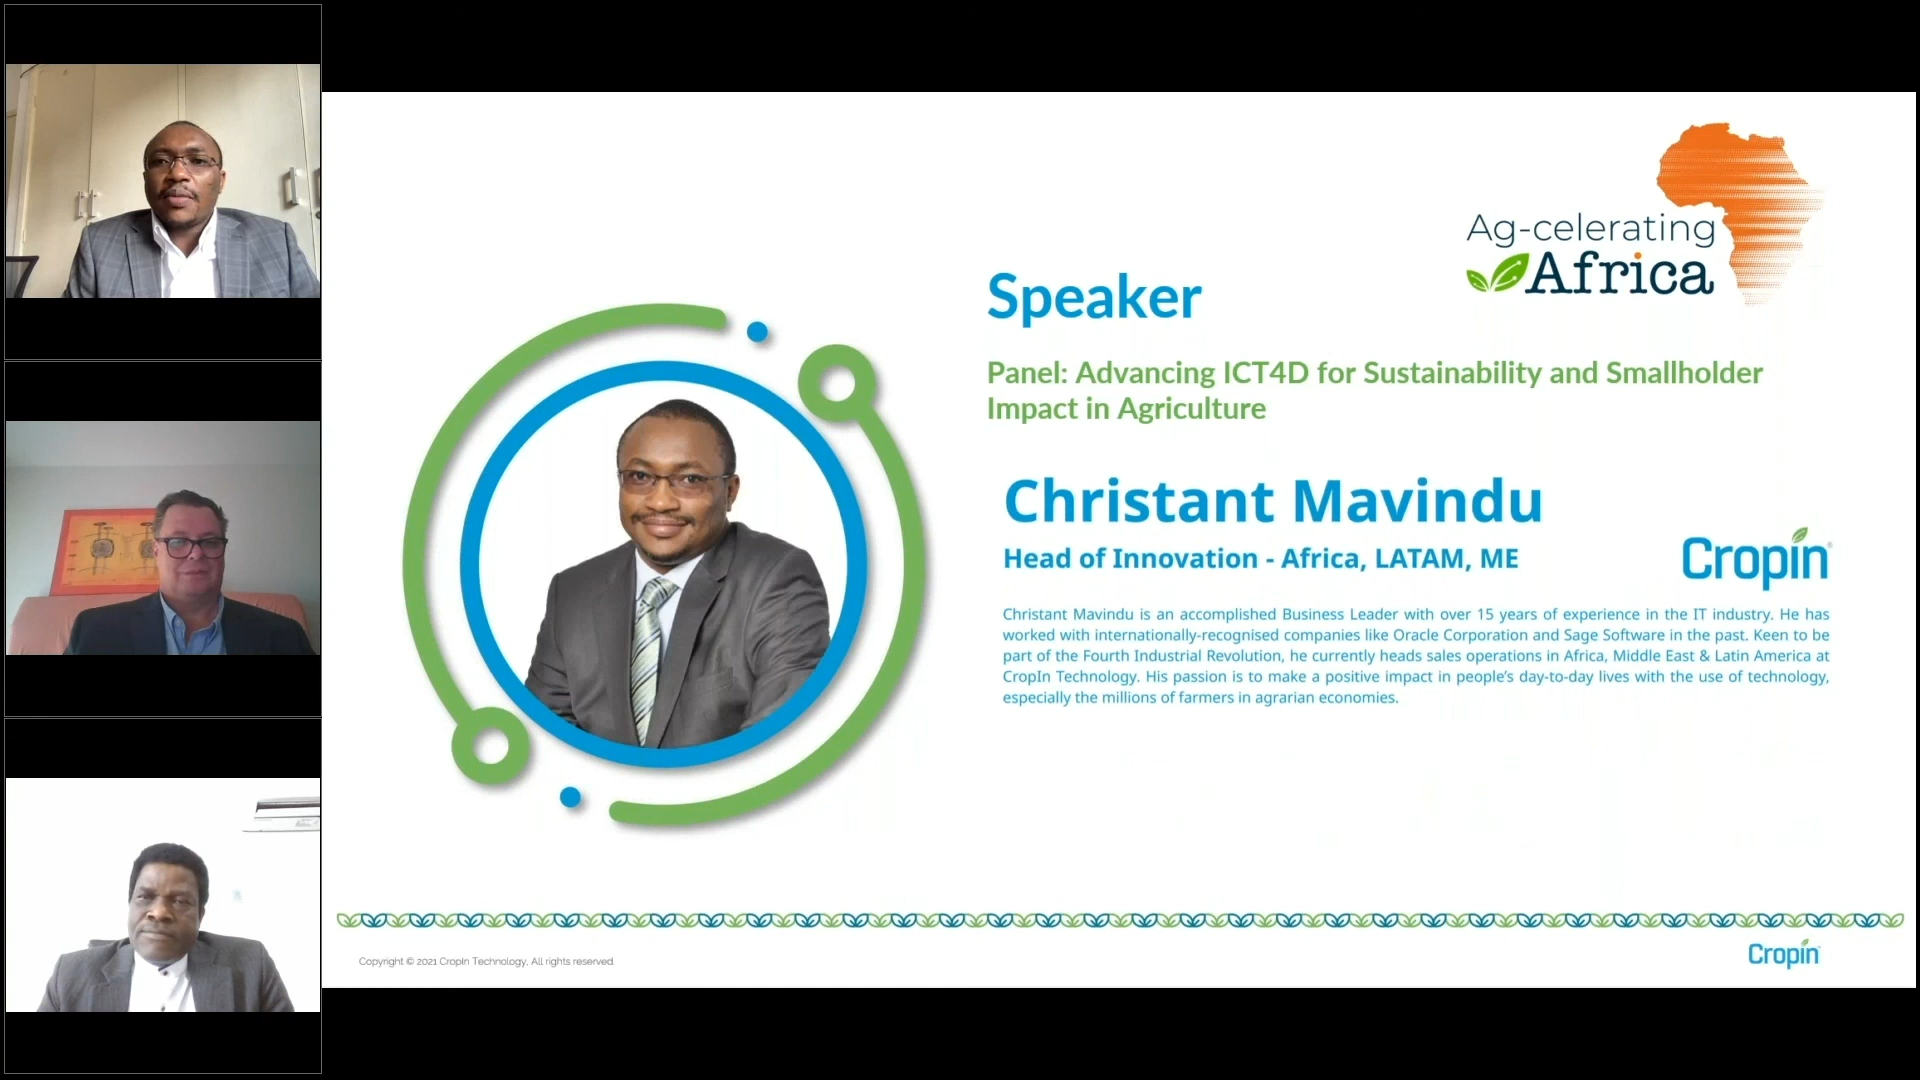 Ag-celerating
Africa
Speaker
Panel: Advancing ICT4D for Sustainability and Smallholder
Impact in Agriculture
Christant Mavindu
Head of Innovation - Africa, LATAM, ME
Cropin
Christant Mavindu is an accomplished Business Leader with over 15 years of experience in the IT industry. He has
worked with internationally-recognised companies like Oracle Corporation and Sage Software in the past. Keen to be
part of the Fourth Industrial Revolution, he currently heads sales operations in Africa, Middle East & Latin America at
CropIn Technology. His passion is to make a positive impact in people's day-to-day lives with the use of technology,
especially the millions of farmers in agrarian economies.
Copyright © 2021 CropIn Technology, All rights reserved.
Cropin